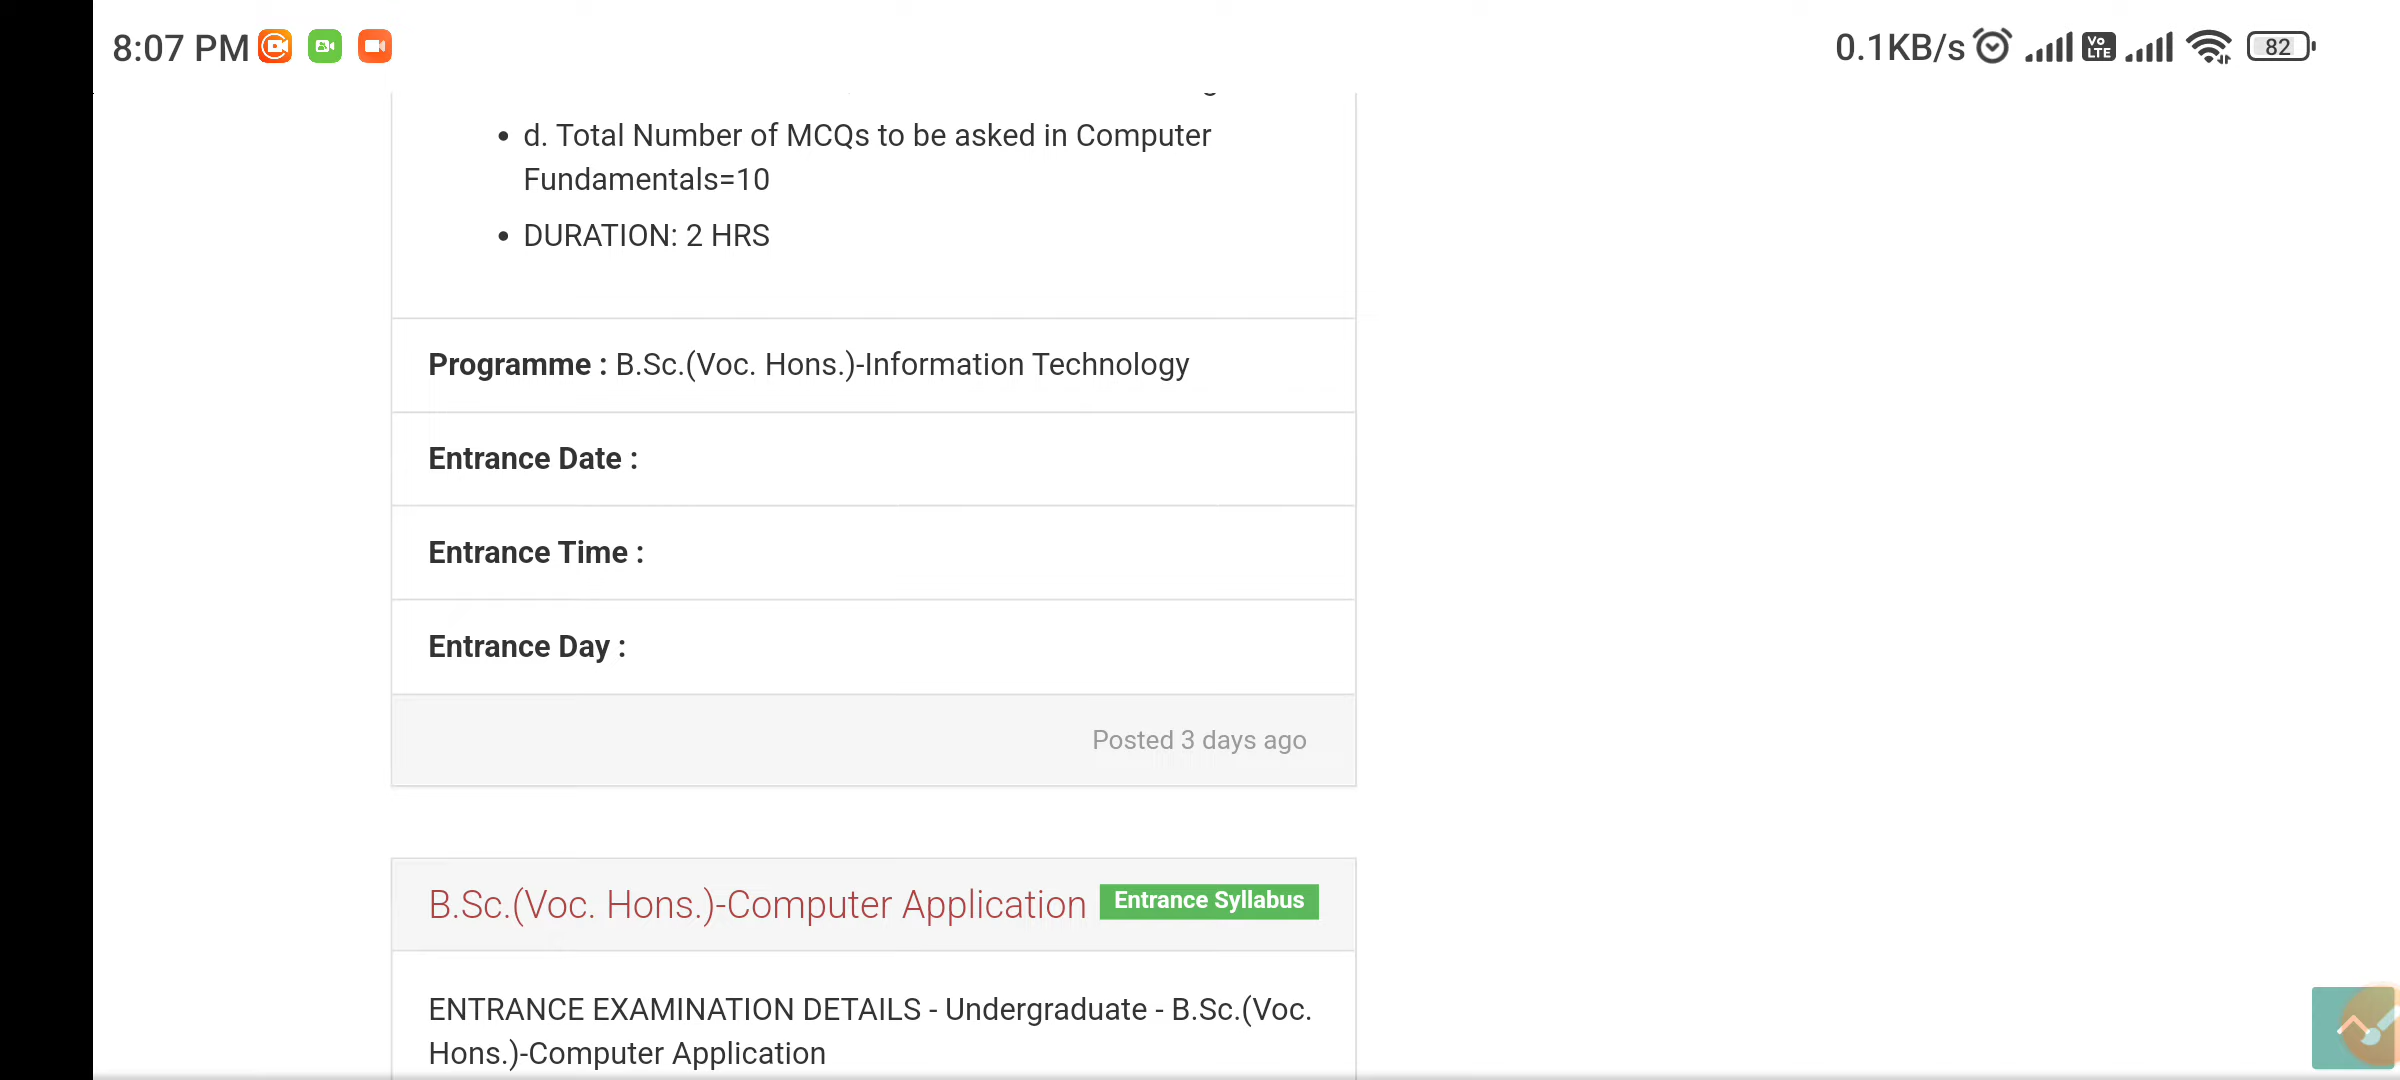 8:07 PM
0.1KB/s
Vo LTE
82
• d. Total Number of MCQs to be asked in Computer
Fundamentals=10
• DURATION: 2 HRS
Programme : B.Sc.(Voc. Hons.)-Information Technology
Entrance Date :
Entrance Time :
Entrance Day :
Posted 3 days ago
B.Sc.(Voc. Hons.)-Computer Application Entrance Syllabus
ENTRANCE EXAMINATION DETAILS - Undergraduate - B.Sc.(Voc.
Hons.)-Computer Application